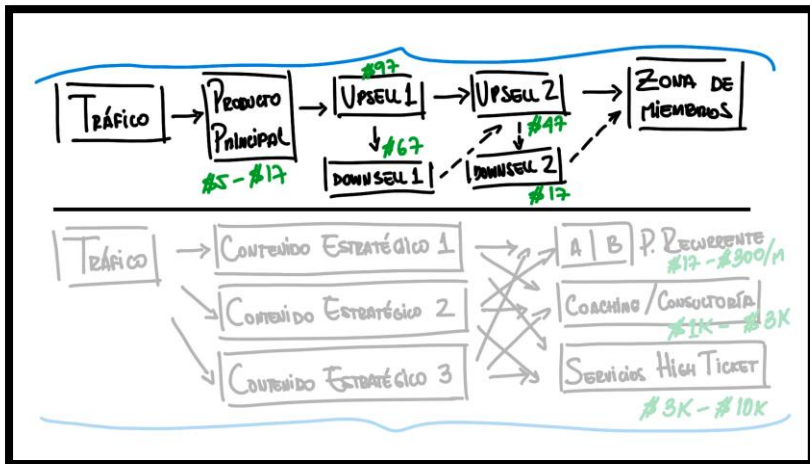 $97
TRÁFICO
PRODUCTO
PRINCIPAL
$5 - $17
UPSELL 1
$67
DOWNSELL 1
UPSELL 2
$47
DOWNSELL 2
$17
ZONA DE
MIEMBROS
TRÁFICO
CONTENIDO ESTRATÉGICO 1
CONTENIDO ESTRATÉGICO 2
CONTENIDO ESTRATÉGICO 3
A | B P. RECURRENTE
$17 - $300/M
COACHING / CONSULTORÍA
$1K - $3K
SERVICIOS HIGH TICKET
$3K - $10K